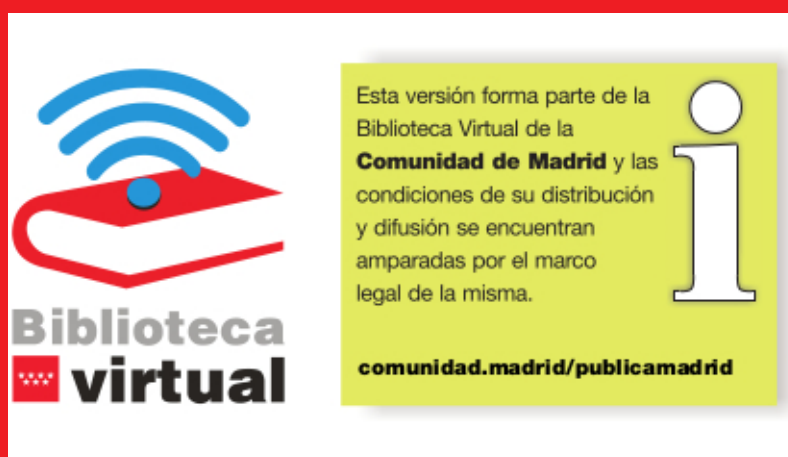 Biblioteca
virtual
Esta versión forma parte de la
Biblioteca Virtual de la
Comunidad de Madrid y las
condiciones de su distribución
y difusión se encuentran
amparadas por el marco
legal de la misma.
comunidad.madrid/publicamadrid
i